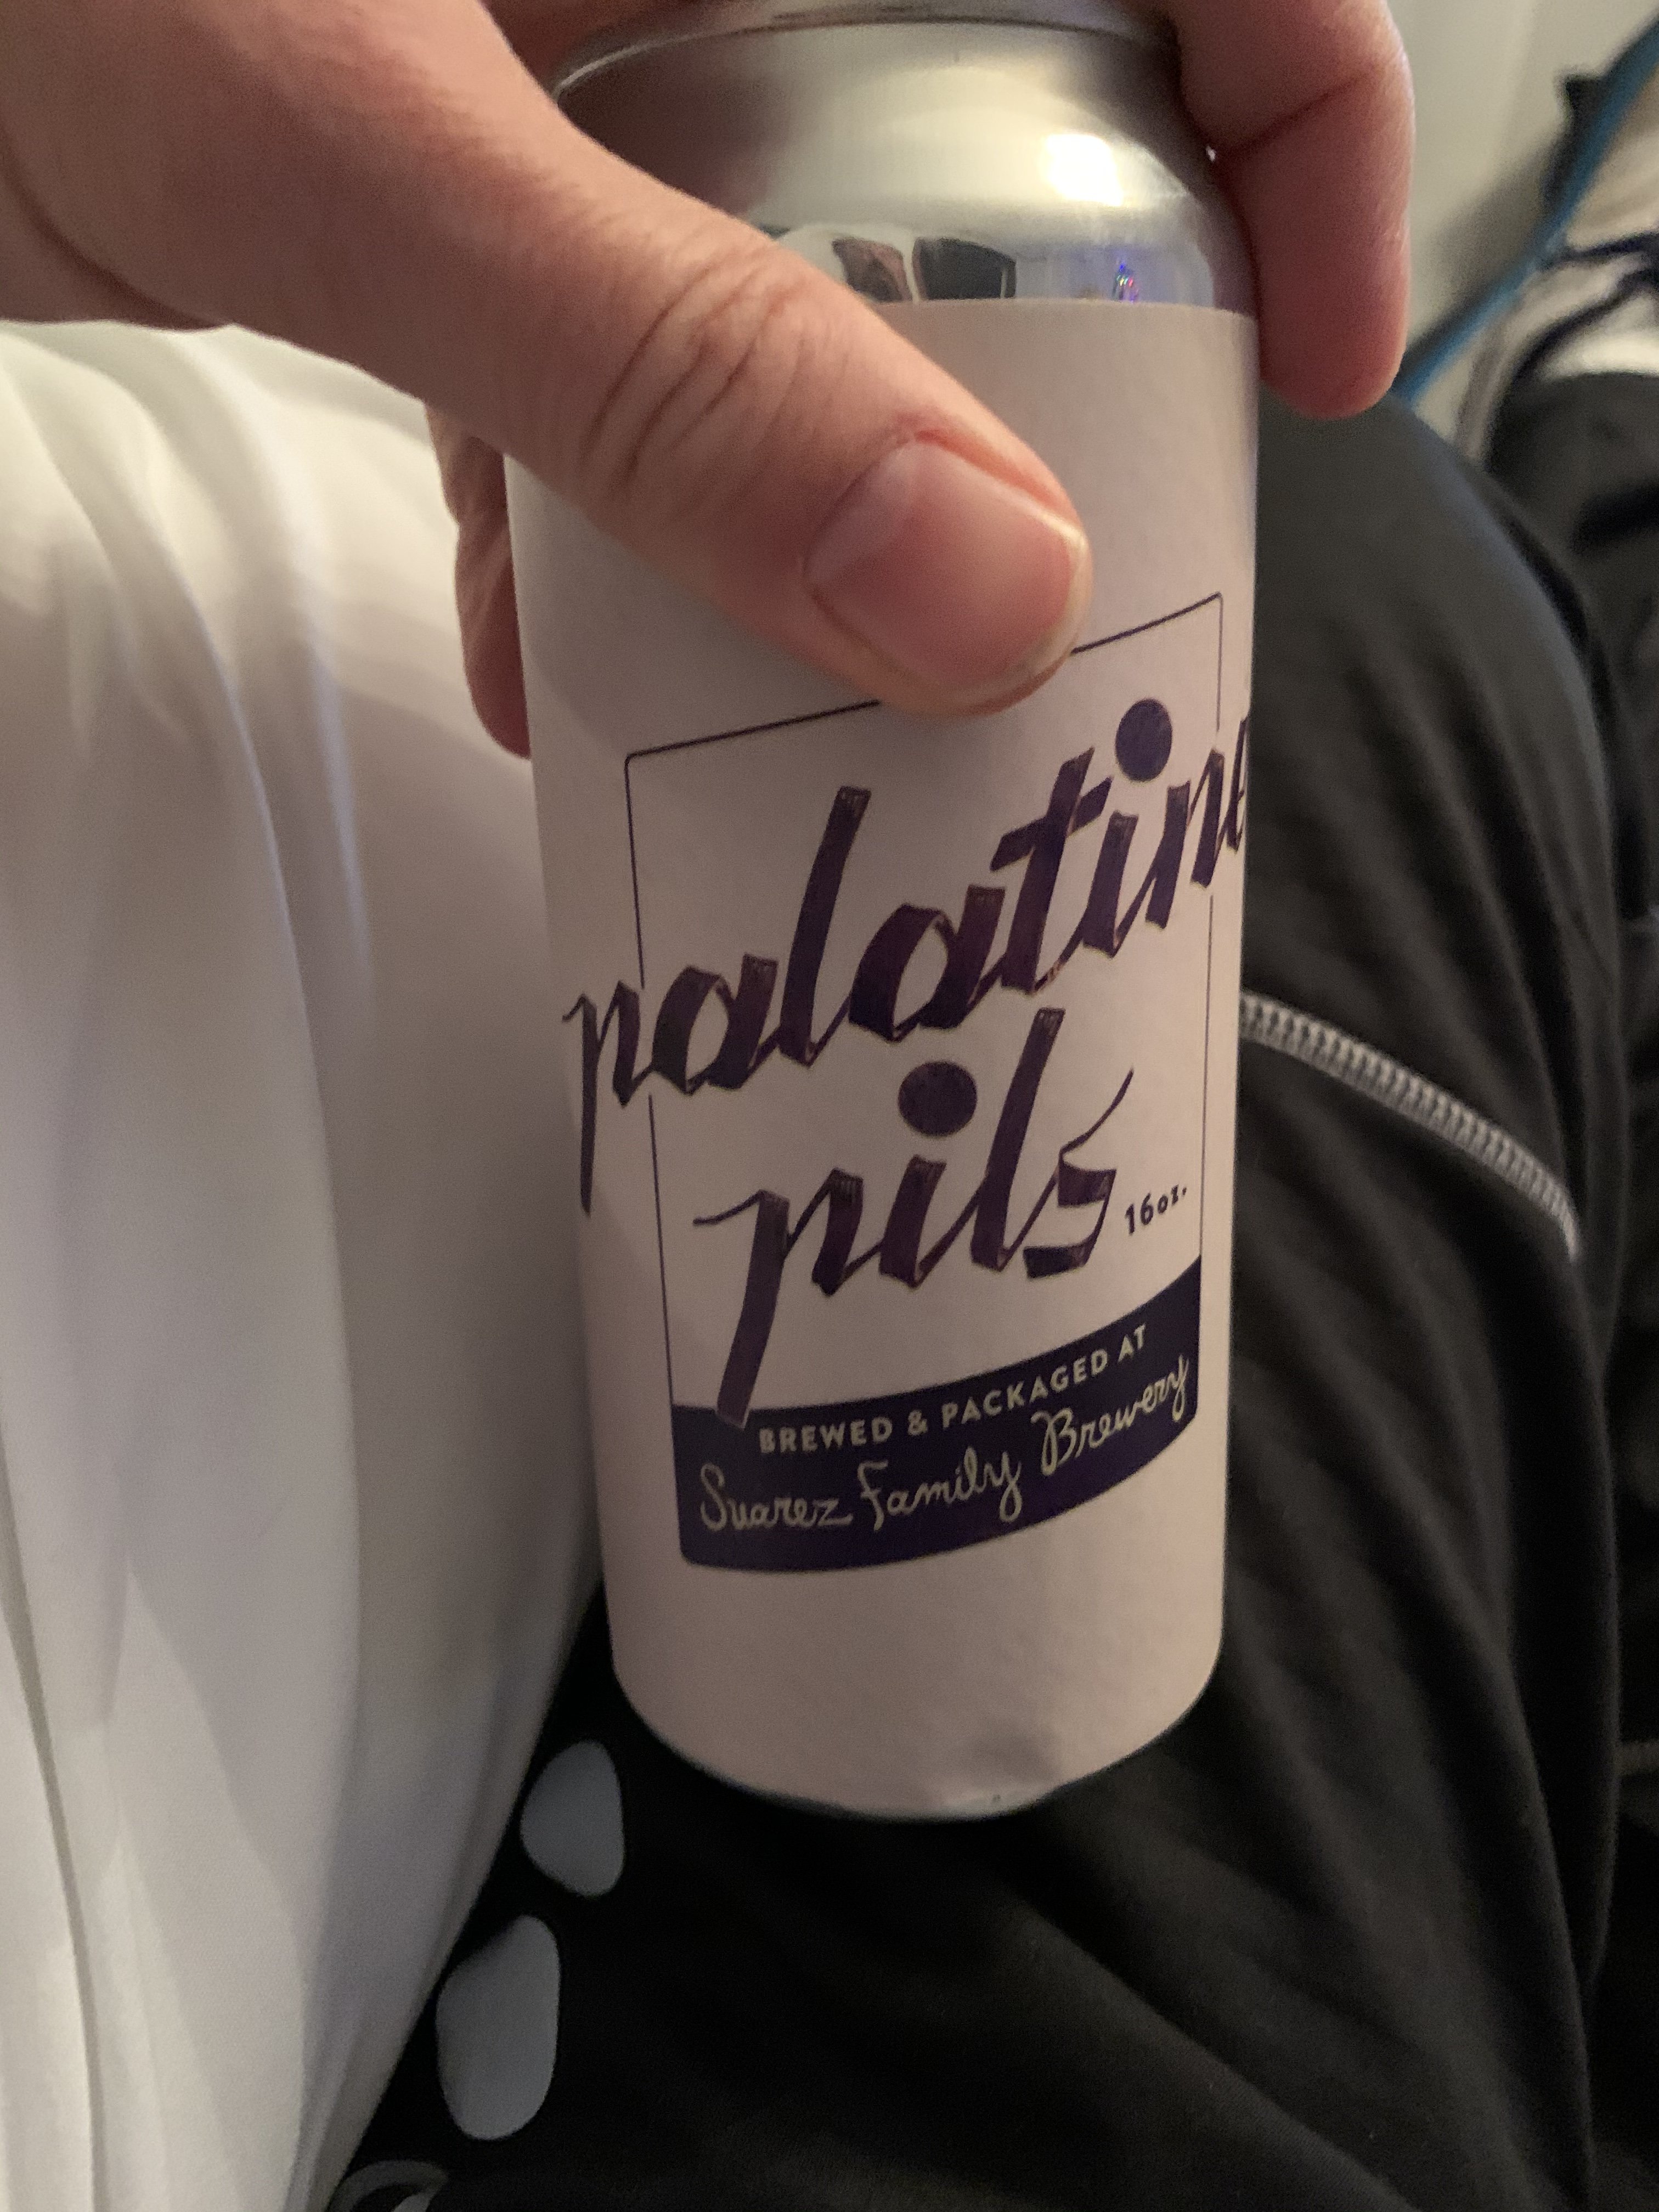 palatine
pils
16oz.
BREWED & PACKAGED AT
Suarez Family Brewery